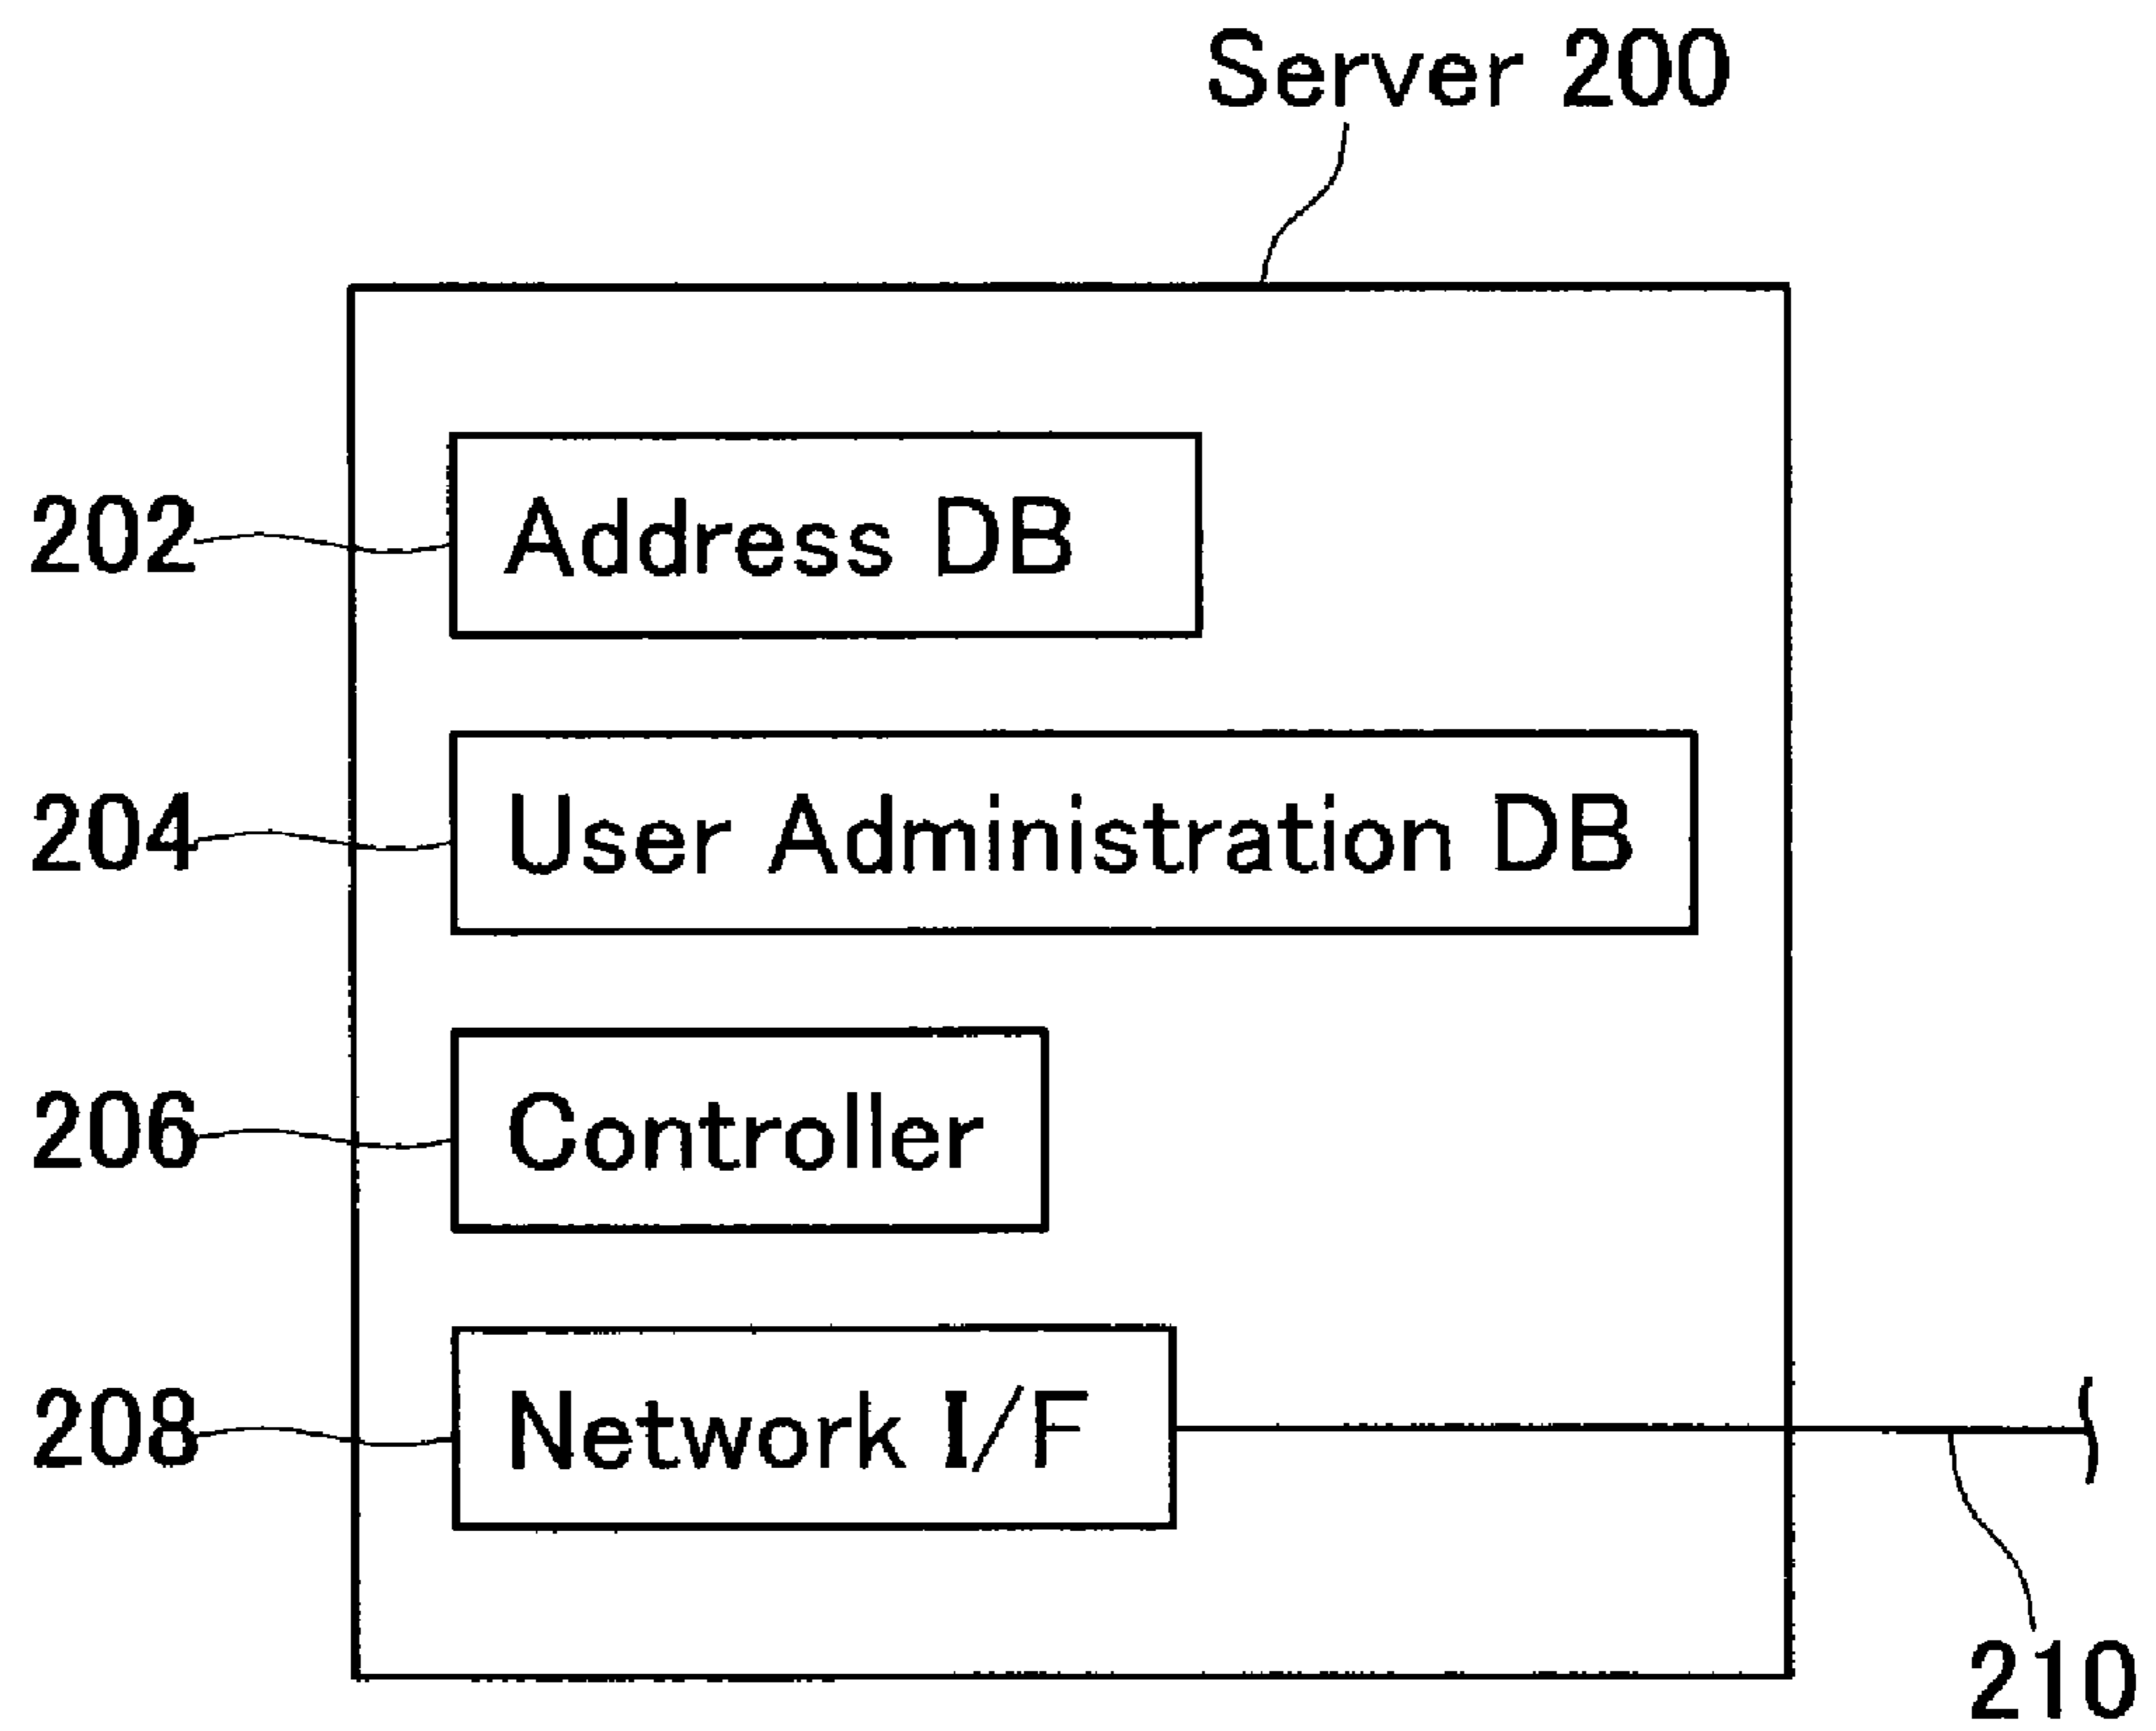 Server 200
202 Address DB
204 User Administration DB
206 Controller
208 Network I/F
210